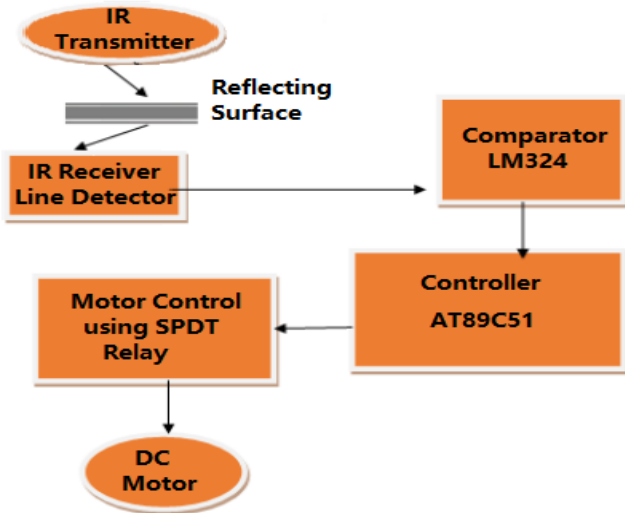 IR
Transmitter
Reflecting
Surface
IR Receiver
Line Detector
Comparator
LM324
Controller
AT89C51
Motor Control
using SPDT
Relay
DC
Motor